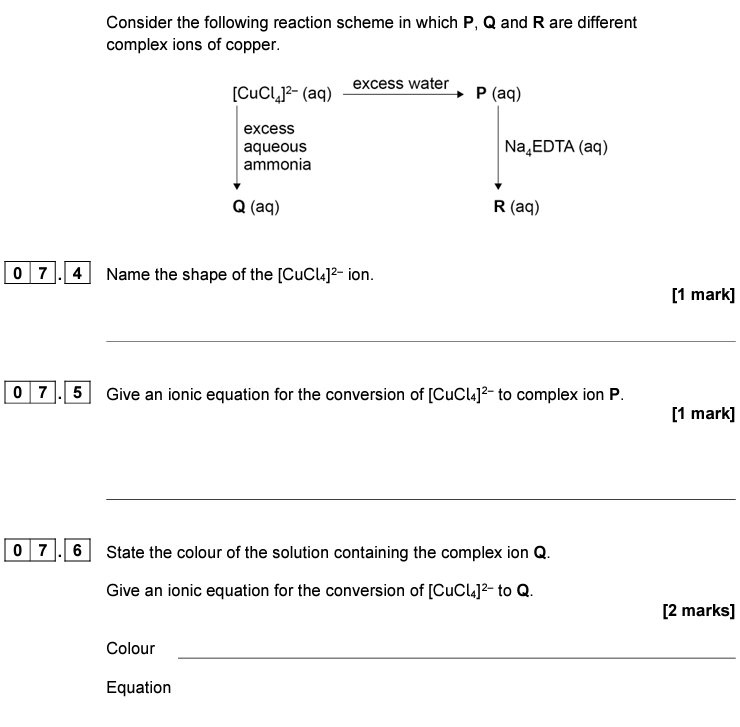 Consider the following reaction scheme in which P, Q and R are different
complex ions of copper.
[CuCl₄]²⁻ (aq) excess water P (aq)
excess
aqueous
ammonia
Na₄EDTA (aq)
Q (aq) R (aq)
0 7 . 4 Name the shape of the [CuCl₄]²⁻ ion.
[1 mark]
0 7 . 5 Give an ionic equation for the conversion of [CuCl₄]²⁻ to complex ion P.
[1 mark]
0 7 . 6 State the colour of the solution containing the complex ion Q.
Give an ionic equation for the conversion of [CuCl₄]²⁻ to Q.
[2 marks]
Colour
Equation